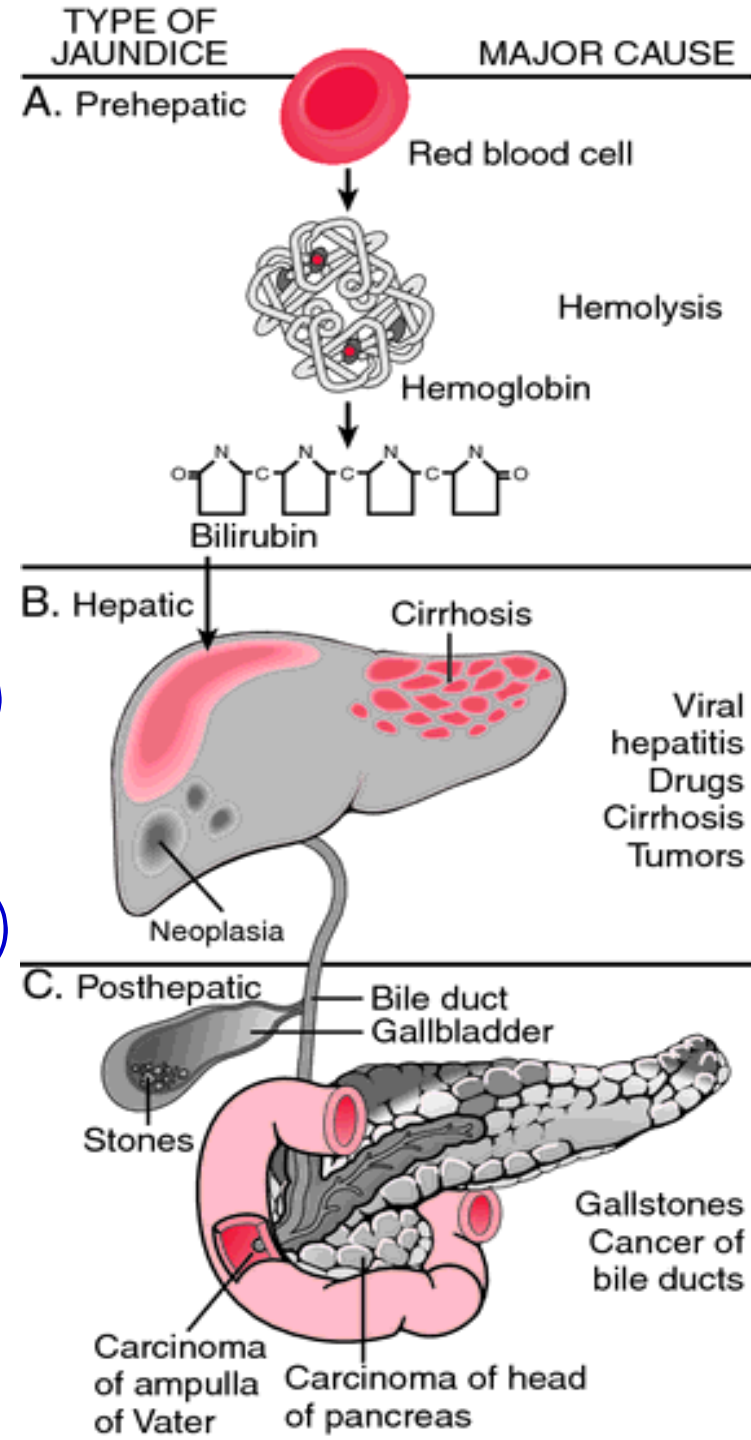 TYPE OF
JAUNDICE
MAJOR CAUSE
A. Prehepatic
Red blood cell
Hemolysis
Hemoglobin
N N N N
O C C C O
Bilirubin
B. Hepatic
Cirrhosis
Viral
hepatitis
Drugs
Cirrhosis
Tumors
Neoplasia
C. Posthepatic
Bile duct
Gallbladder
Stones
Gallstones
Cancer of
bile ducts
Carcinoma
of ampulla
of Vater
Carcinoma of head
of pancreas